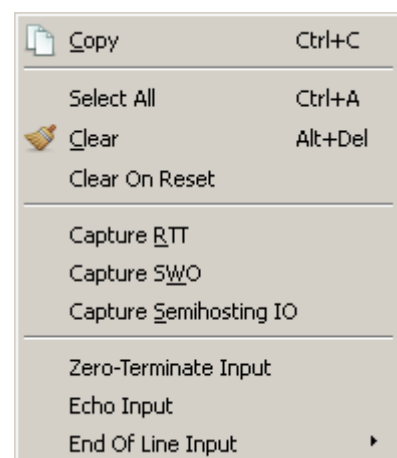 Copy Ctrl+C
Select All Ctrl+A
Clear Alt+Del
Clear On Reset
Capture RTT
Capture SWO
Capture Semihosting IO
Zero-Terminate Input
Echo Input
End Of Line Input